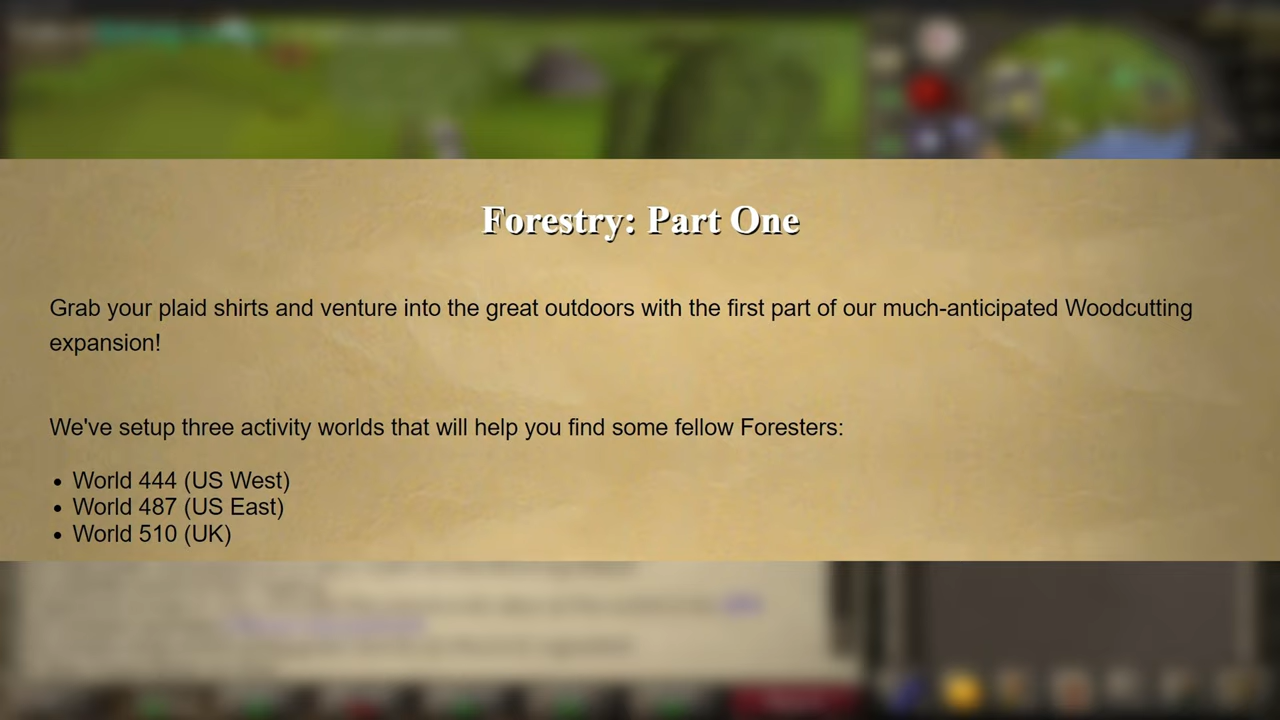 Forestry: Part One
Grab your plaid shirts and venture into the great outdoors with the first part of our much-anticipated Woodcutting
expansion!
We've setup three activity worlds that will help you find some fellow Foresters:
• World 444 (US West)
• World 487 (US East)
• World 510 (UK)